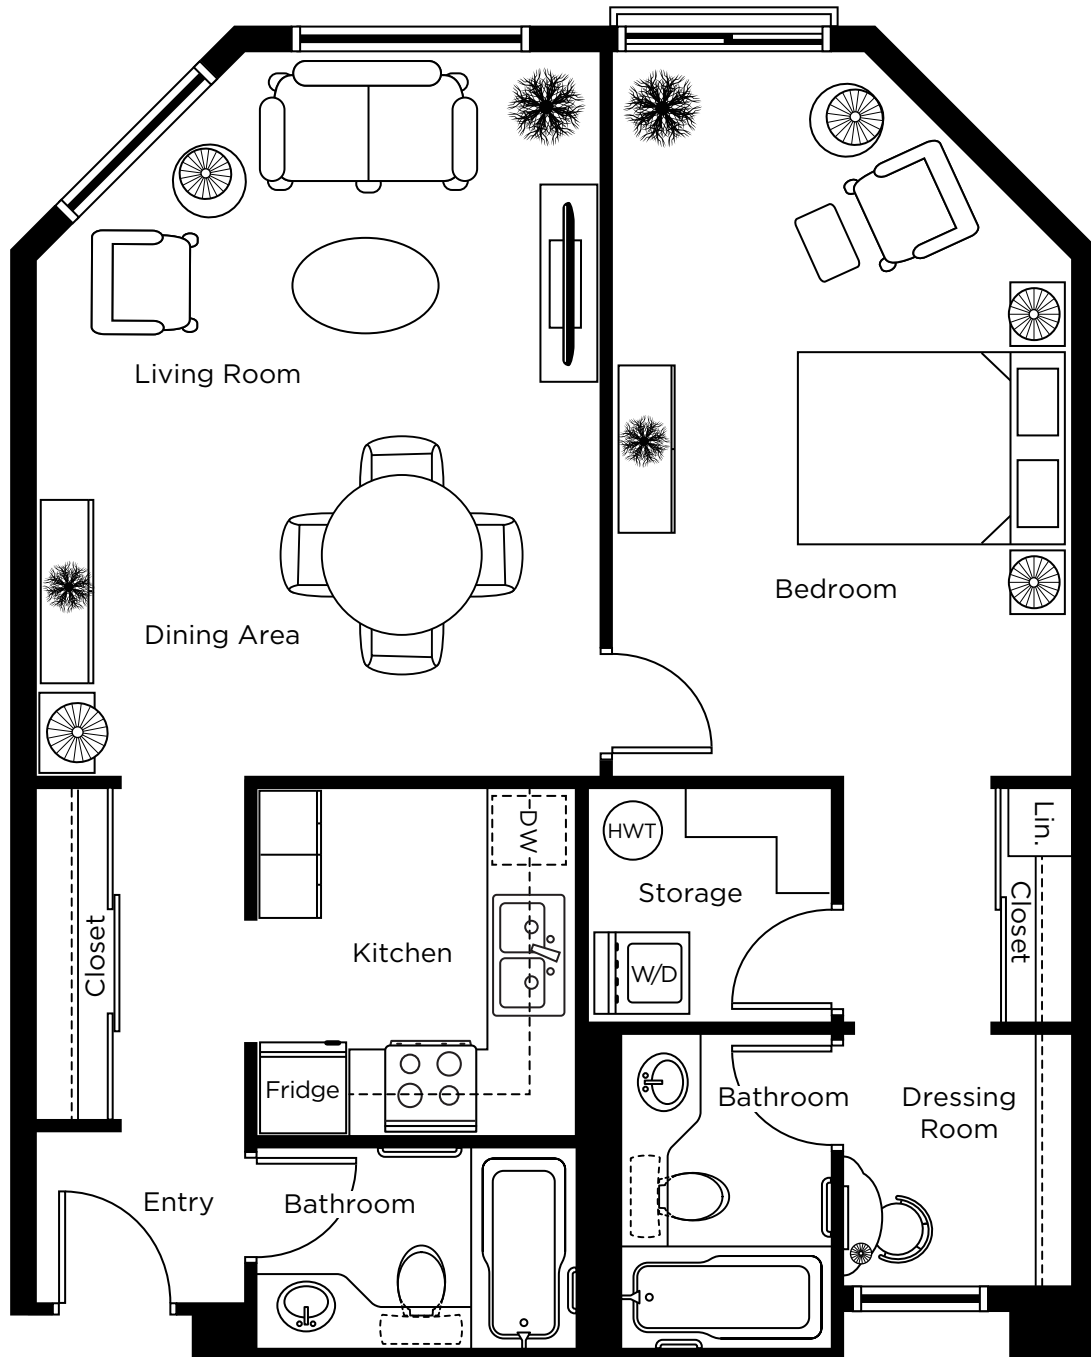 Living Room
Bedroom
Dining Area
DW
Lin.
HWT
Storage
Closet
Kitchen
Closet
W/D
Fridge
Bathroom
Dressing
Room
Entry
Bathroom